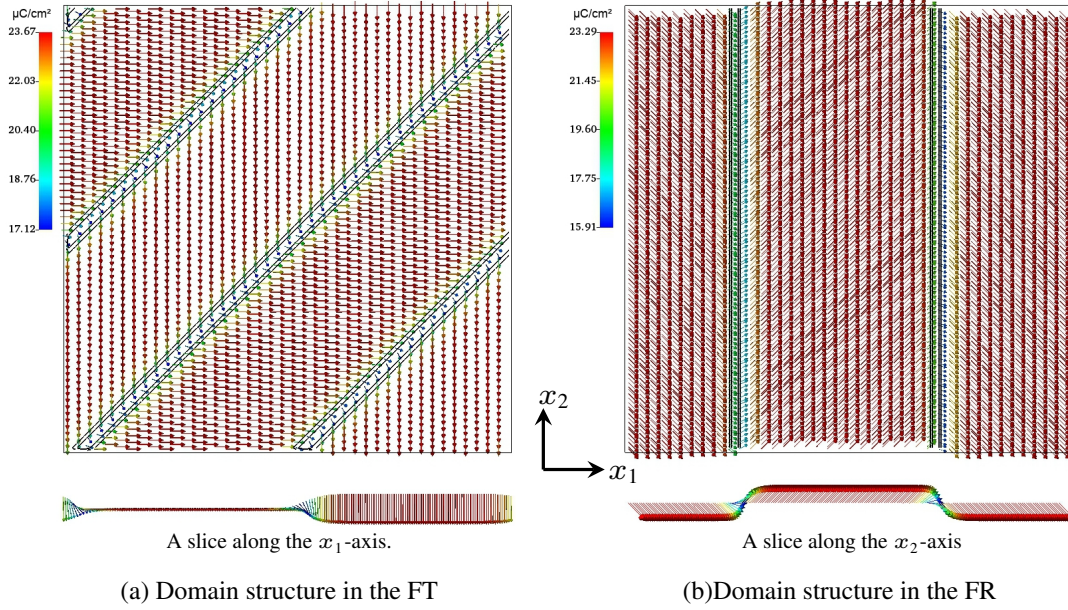 µC/cm²
23.67
22.03
20.40
18.76
17.12
µC/cm²
23.29
21.45
19.60
17.75
15.91
x₂
x₁
A slice along the x₁-axis.
A slice along the x₂-axis
(a) Domain structure in the FT
(b)Domain structure in the FR